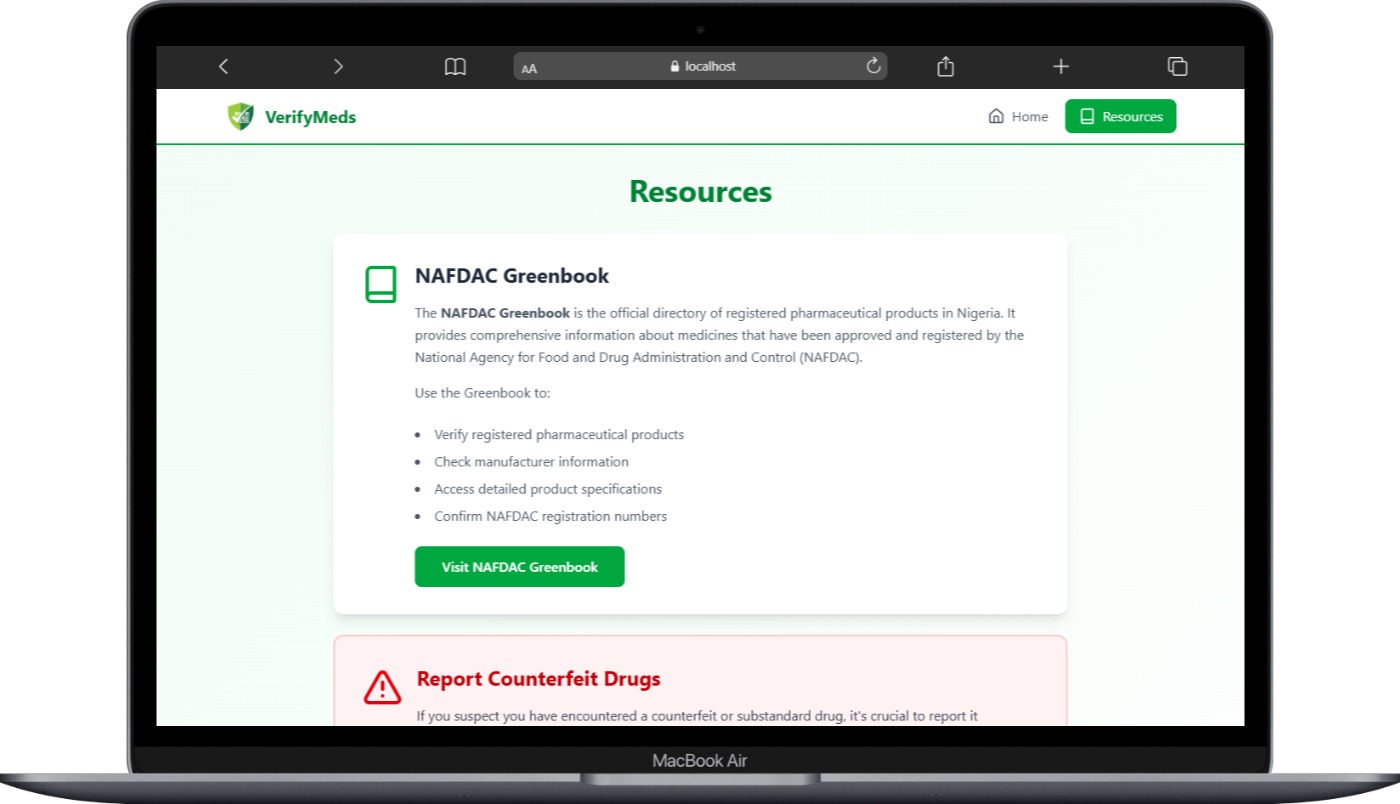 AA localhost
VerifyMeds Home Resources
Resources
NAFDAC Greenbook
The NAFDAC Greenbook is the official directory of registered pharmaceutical products in Nigeria. It
provides comprehensive information about medicines that have been approved and registered by the
National Agency for Food and Drug Administration and Control (NAFDAC).
Use the Greenbook to:
• Verify registered pharmaceutical products
• Check manufacturer information
• Access detailed product specifications
• Confirm NAFDAC registration numbers
Visit NAFDAC Greenbook
Report Counterfeit Drugs
If you suspect you have encountered a counterfeit or substandard drug, it's crucial to report it
MacBook Air